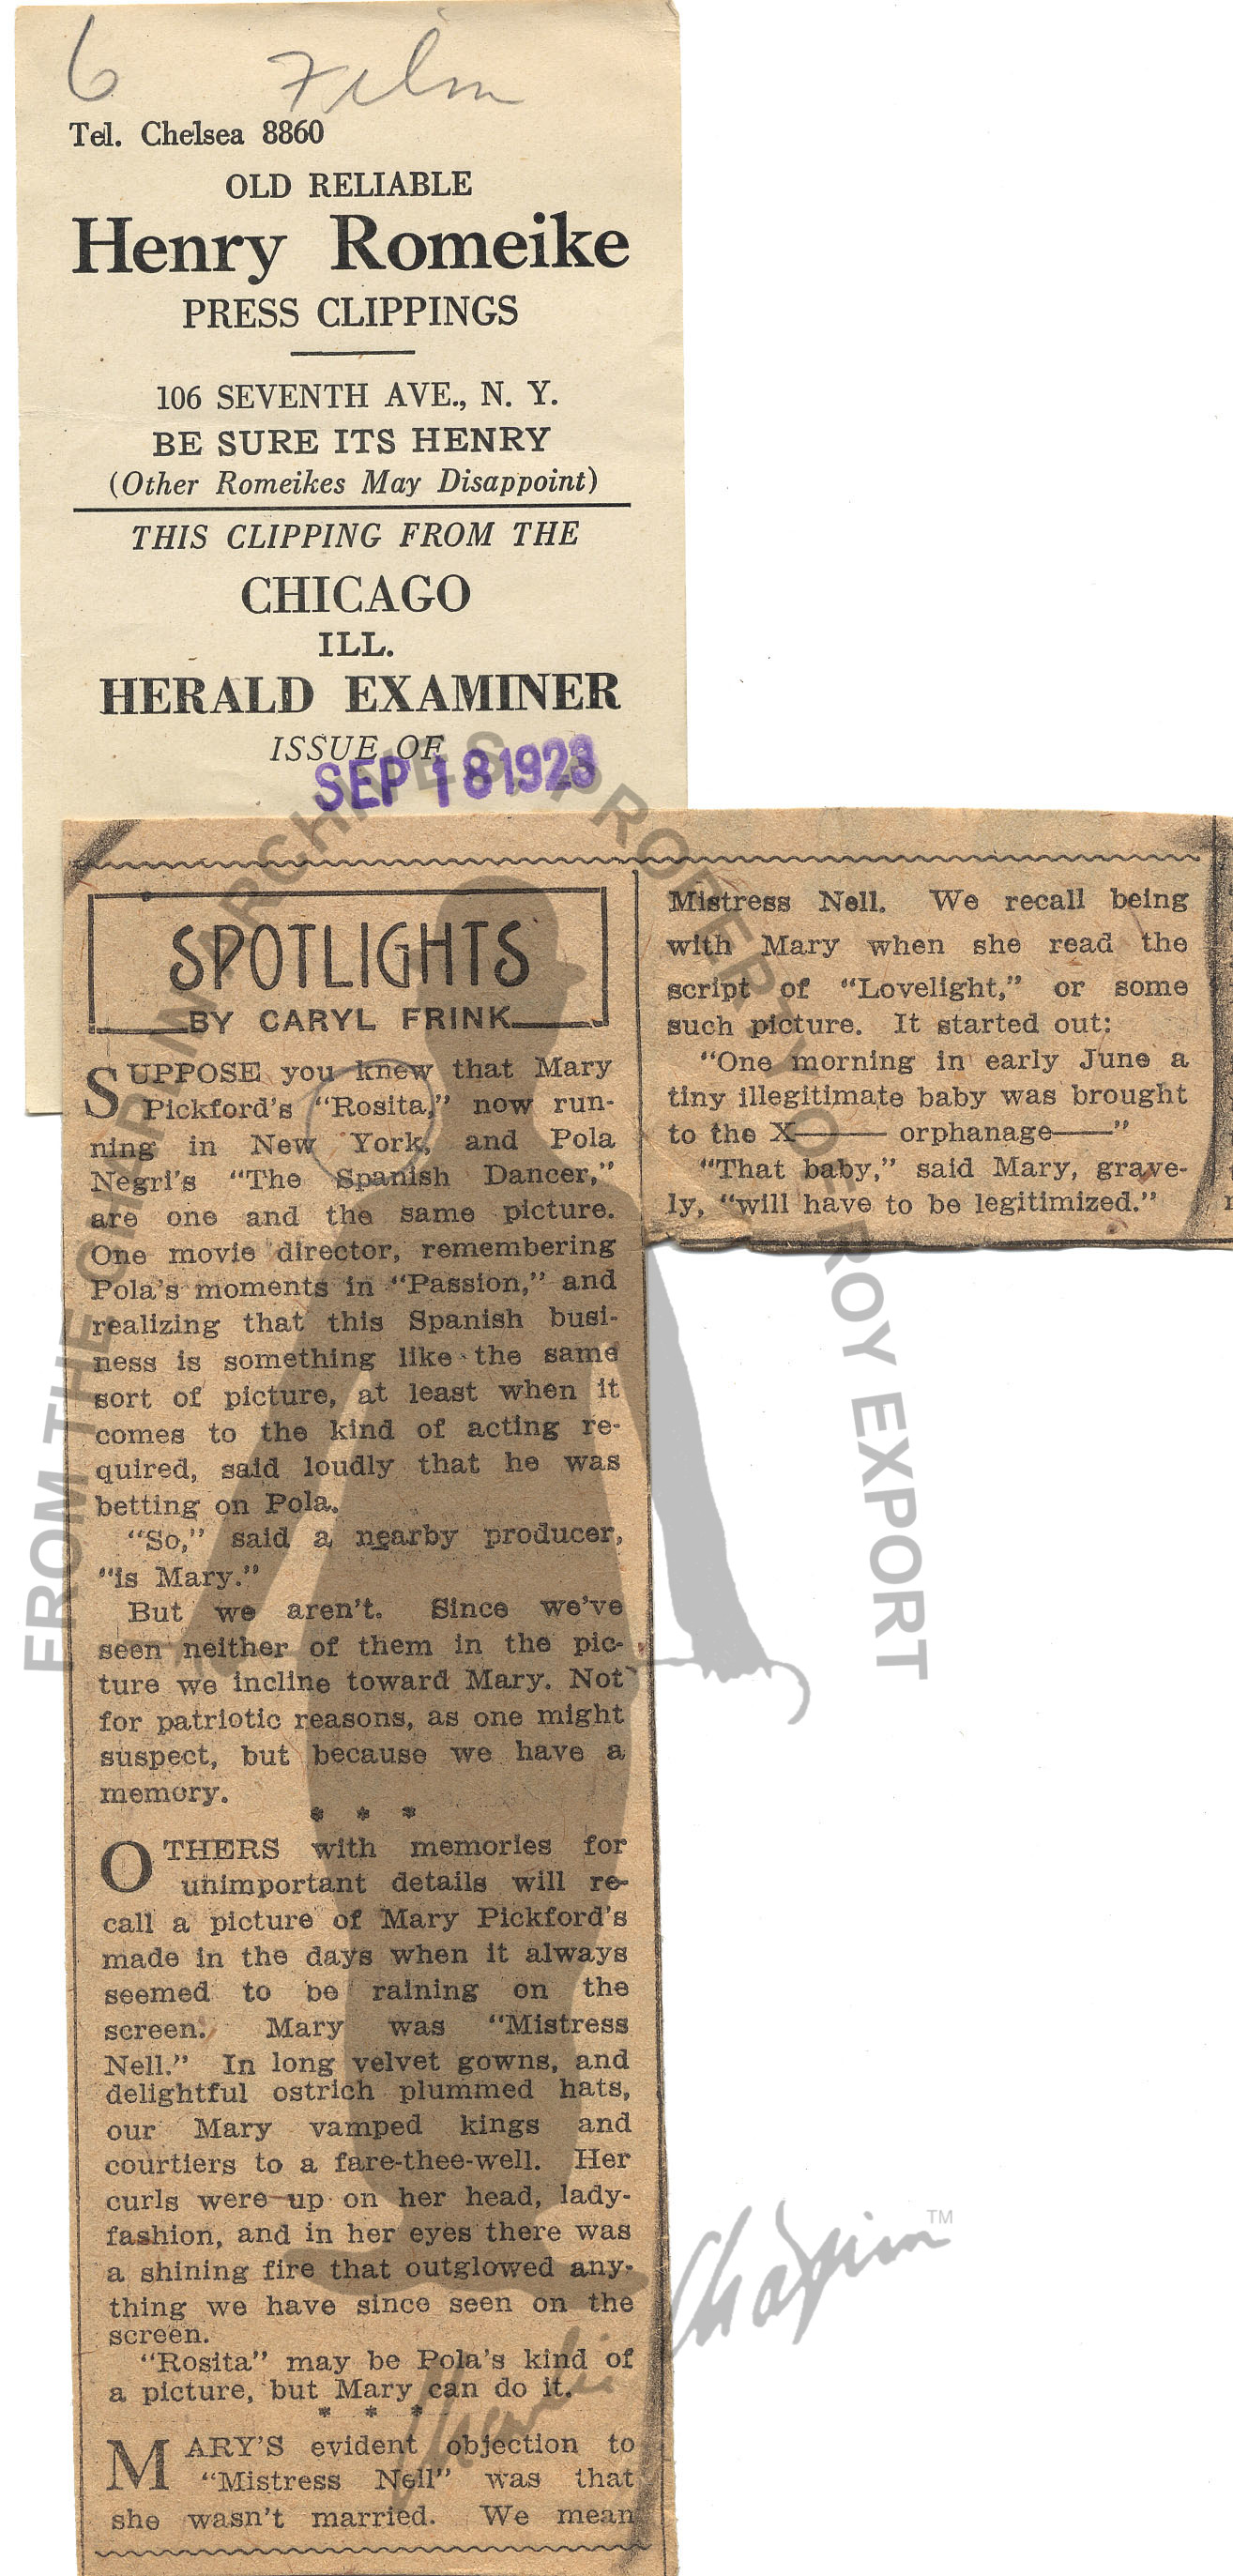 6 Film
Tel. Chelsea 8860
OLD RELIABLE
Henry Romeike
PRESS CLIPPINGS
106 SEVENTH AVE., N. Y.
BE SURE ITS HENRY
(Other Romeikes May Disappoint)
THIS CLIPPING FROM THE
CHICAGO
ILL.
HERALD EXAMINER
ISSUE OF
SEP 18 1923
SPOTLIGHTS
BY CARYL FRINK
SUPPOSE you knew that Mary
Pickford's "Rosita," now run-
ning in New York, and Pola
Negri's "The Spanish Dancer,"
are one and the same picture.
One movie director, remembering
Pola's moments in "Passion," and
realizing that this Spanish busi-
ness is something like the same
sort of picture, at least when it
comes to the kind of acting re-
quired, said loudly that he was
betting on Pola.
"So," said a nearby producer,
"is Mary."
But we aren't. Since we've
seen neither of them in the pic-
ture we incline toward Mary. Not
for patriotic reasons, as one might
suspect, but because we have a
memory.
* * *
OTHERS with memories for
unimportant details will re-
call a picture of Mary Pickford's
made in the days when it always
seemed to be raining on the
screen. Mary was "Mistress
Nell." In long velvet gowns, and
delightful ostrich plummed hats,
our Mary vamped kings and
courtiers to a fare-thee-well. Her
curls were up on her head, lady-
fashion, and in her eyes there was
a shining fire that outglowed any-
thing we have since seen on the
screen.
"Rosita" may be Pola's kind of
a picture, but Mary can do it.
* * *
MARY'S evident objection to
"Mistress Nell" was that
she wasn't married. We mean
Mistress Nell. We recall being
with Mary when she read the
script of "Lovelight," or some
such picture. It started out:
"One morning in early June a
tiny illegitimate baby was brought
to the X—— orphanage——"
"That baby," said Mary, grave-
ly, "will have to be legitimized."
FROM THE CHAPLIN ARCHIVES. PROPERTY OF ROY EXPORT
Charlie Chaplin TM